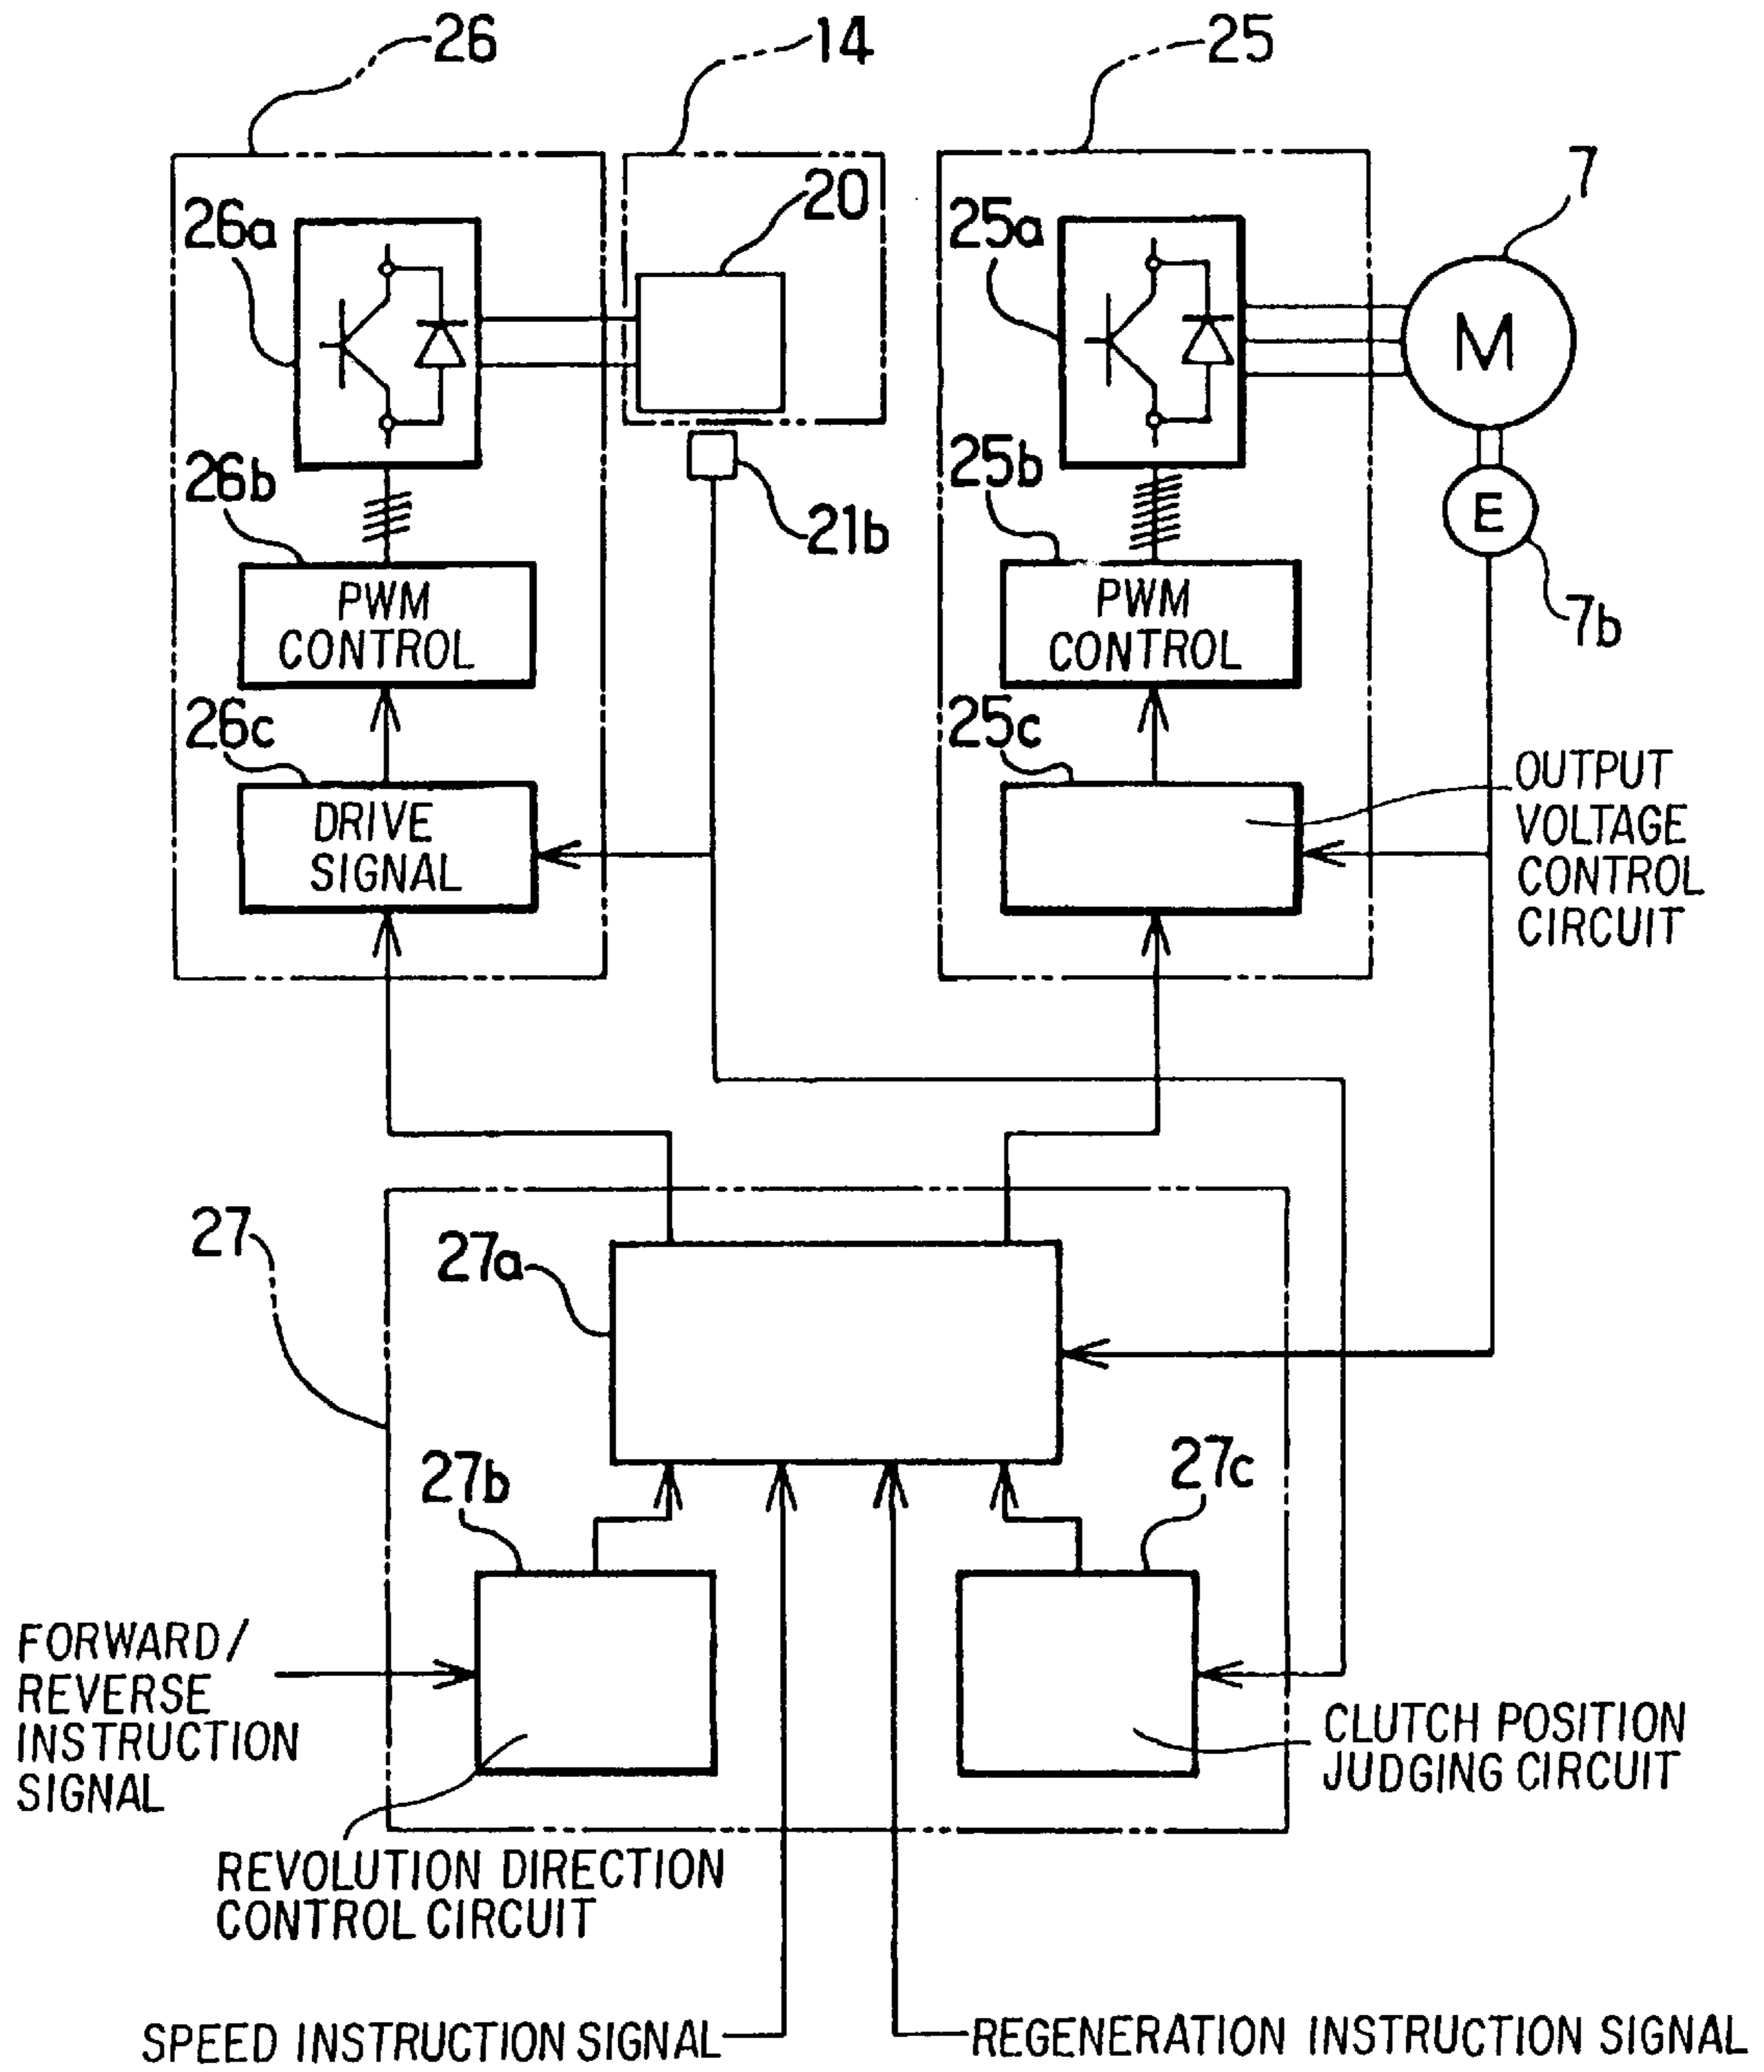 26
14
25
7
20
26a
25a
M
26b
25b
E
21b
7b
PWM
CONTROL
PWM
CONTROL
26c
25c
DRIVE
SIGNAL
OUTPUT
VOLTAGE
CONTROL
CIRCUIT
27
27a
27b
27c
FORWARD/
REVERSE
INSTRUCTION
SIGNAL
CLUTCH POSITION
JUDGING CIRCUIT
REVOLUTION DIRECTION
CONTROL CIRCUIT
SPEED INSTRUCTION SIGNAL
REGENERATION INSTRUCTION SIGNAL